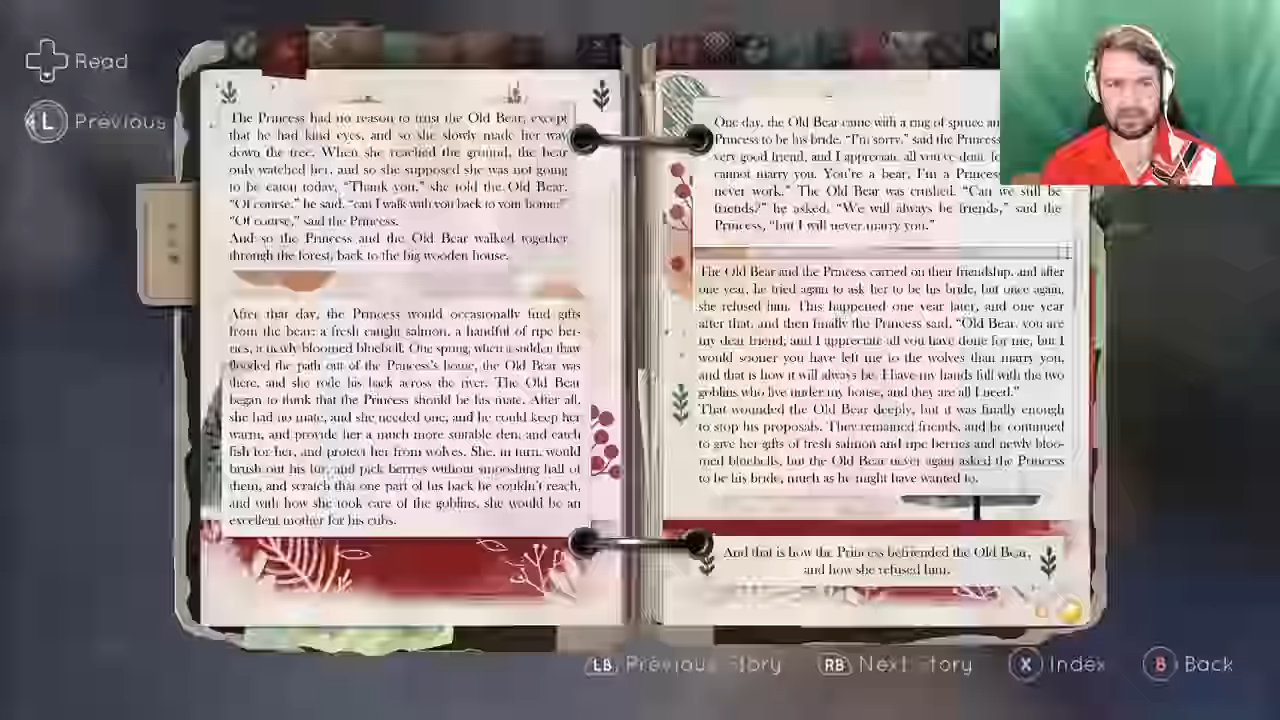 Read
L Previous
The Princess had no reason to trust the Old Bear, except
that he had kind eyes, and so she slowly made her way
down the tree. When she reached the ground, the bear
only watched her, and so she supposed she was not going
to be eaten today. "Thank you," she told the Old Bear.
"Of course," he said, "can I walk with you back to your home?"
"Of course," said the Princess.
And so the Princess and the Old Bear walked together
through the forest, back to the big wooden house.
After that day, the Princess would occasionally find gifts
from the bear: a fresh caught salmon, a handful of ripe ber-
ries, a newly bloomed bluebell. One spring, when a sudden thaw
flooded the path out of the Princess's home, the Old Bear was
there, and she rode his back across the river. The Old Bear
began to think that the Princess should be his mate. After all,
she had no mate, and she needed one, and he could keep her
warm, and provide her a much more suitable den, and catch
fish for her, and protect her from wolves. She, in turn, would
brush out his fur, and pick berries without smooshing half of
them, and scratch that one part of his back he couldn't reach,
and with how she took care of the goblins, she would be an
excellent mother for his cubs.
One day, the Old Bear came with a ring of spruce an
Princess to be his bride. "I'm sorry," said the Princess
very good friend, and I appreciate all you've done fo
cannot marry you. You're a bear, I'm a Princess
never work." The Old Bear was crushed. "Can we still be
friends?" he asked. "We will always be friends," said the
Princess, "but I will never marry you."
The Old Bear and the Princess carried on their friendship, and after
one year, he tried again to ask her to be his bride, but once again,
she refused him. This happened one year later, and one year
after that, and then finally the Princess said, "Old Bear, you are
my dear friend, and I appreciate all you have done for me, but I
would sooner you have left me to the wolves than marry you,
and that is how it will always be. I have my hands full with the two
goblins who live under my house, and they are all I need."
That wounded the Old Bear deeply, but it was finally enough
to stop his proposals. They remained friends, and he continued
to give her gifts of fresh salmon and ripe berries and newly bloo-
med bluebells, but the Old Bear never again asked the Princess
to be his bride, much as he might have wanted to.
And that is how the Princess befriended the Old Bear,
and how she refused him.
LB Previous Story RB Next Story X Index B Back